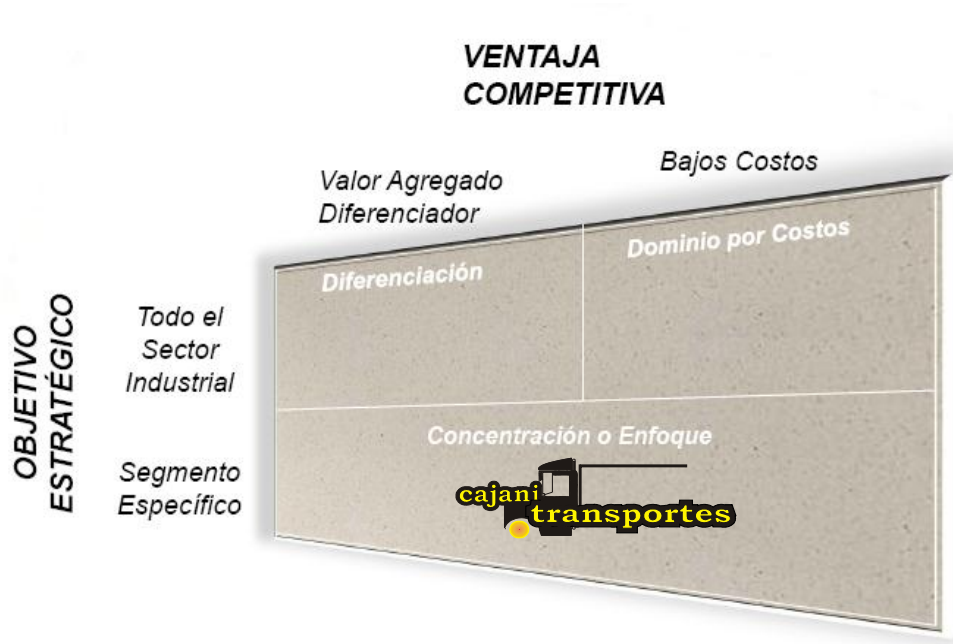 VENTAJA
COMPETITIVA
Valor Agregado
Diferenciador
Bajos Costos
OBJETIVO
ESTRATÉGICO
Todo el
Sector
Industrial
Diferenciación
Dominio por Costos
Segmento
Específico
Concentración o Enfoque
cajani
transportes